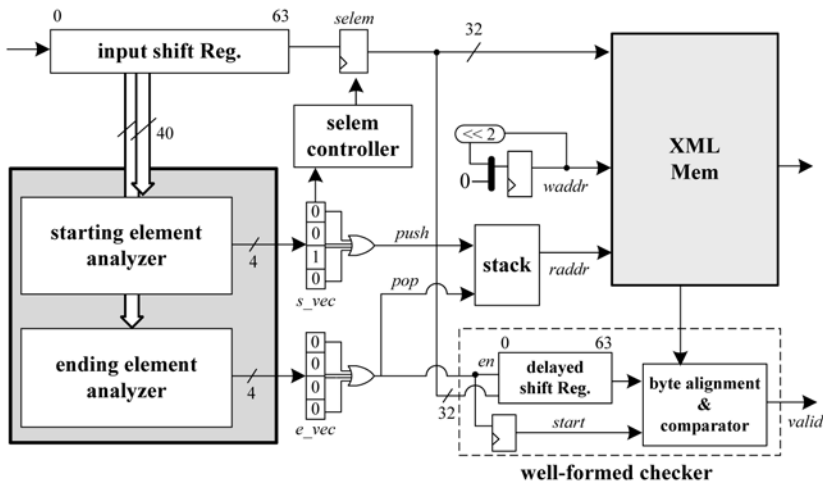 0 63 selem
input shift Reg.
32
40
selem
controller
<< 2
0
waddr
XML
Mem
starting element
analyzer
4
0
0
1
0
s_vec
push
stack
raddr
pop
ending element
analyzer
4
0
0
0
0
e_vec
0 63
en
delayed
shift Reg.
32
start
byte alignment
&
comparator
valid
well-formed checker